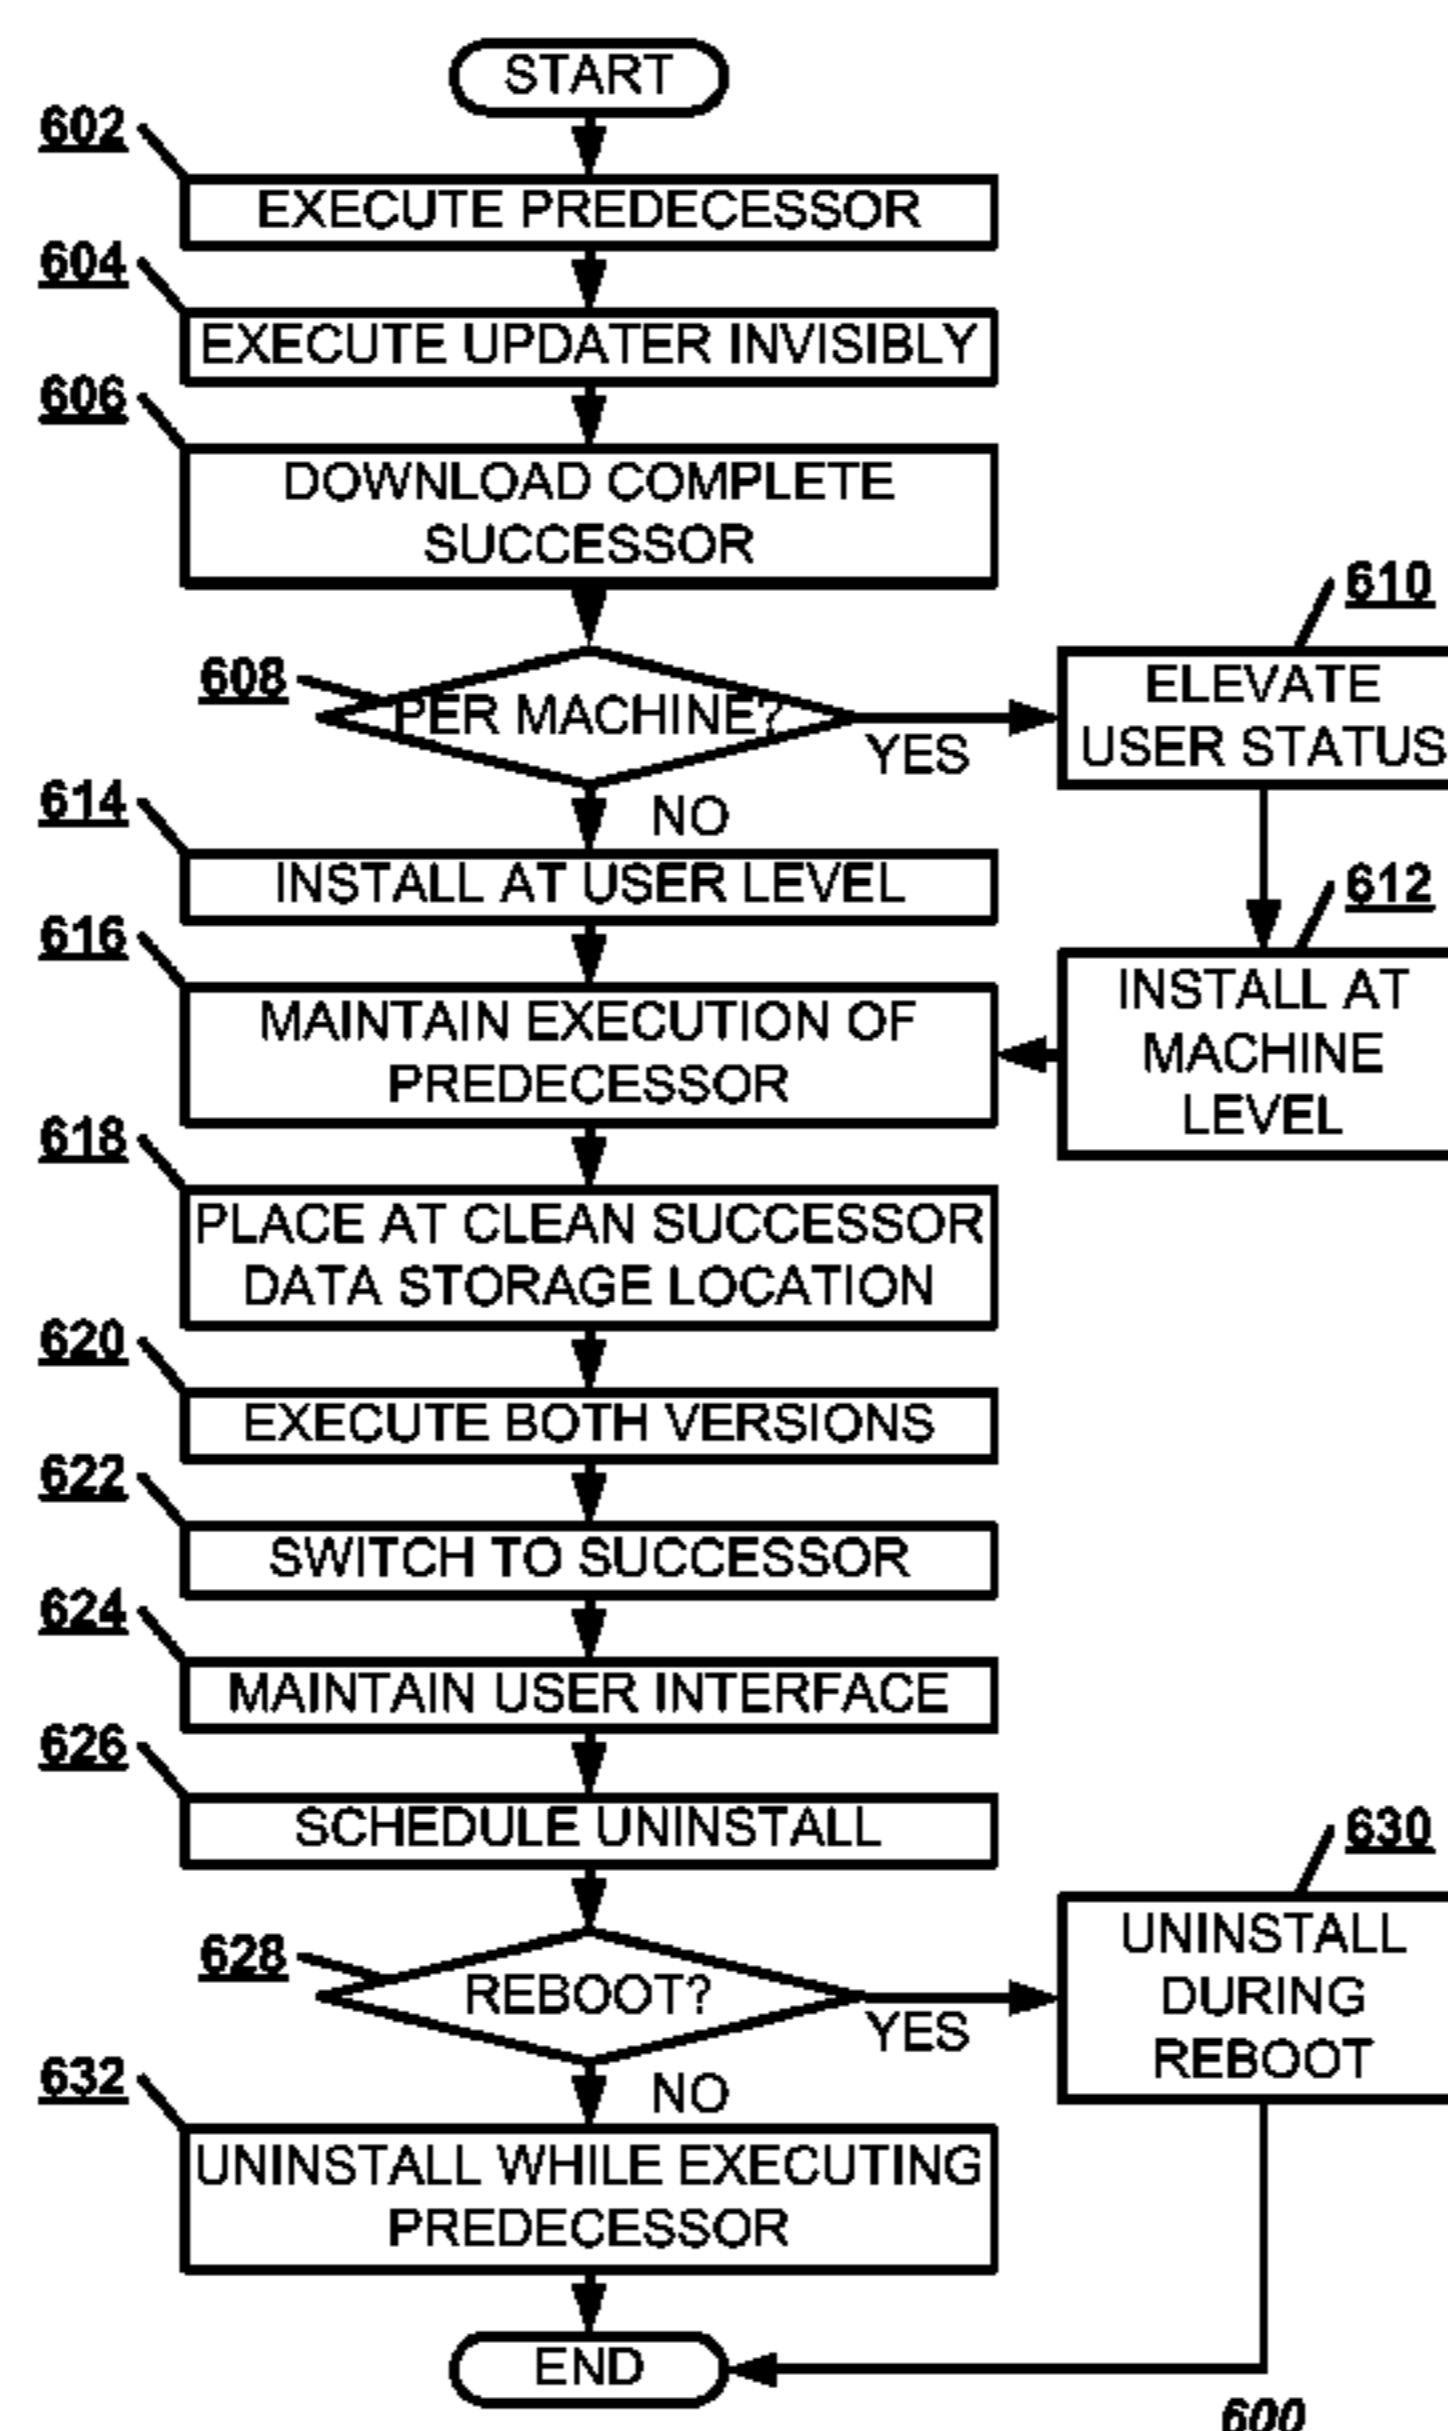 START
602
EXECUTE PREDECESSOR
604
EXECUTE UPDATER INVISIBLY
606
DOWNLOAD COMPLETE
SUCCESSOR
608
PER MACHINE?
YES
NO
610
ELEVATE
USER STATUS
612
INSTALL AT
MACHINE
LEVEL
614
INSTALL AT USER LEVEL
616
MAINTAIN EXECUTION OF
PREDECESSOR
618
PLACE AT CLEAN SUCCESSOR
DATA STORAGE LOCATION
620
EXECUTE BOTH VERSIONS
622
SWITCH TO SUCCESSOR
624
MAINTAIN USER INTERFACE
626
SCHEDULE UNINSTALL
628
REBOOT?
YES
NO
630
UNINSTALL
DURING
REBOOT
632
UNINSTALL WHILE EXECUTING
PREDECESSOR
END
600